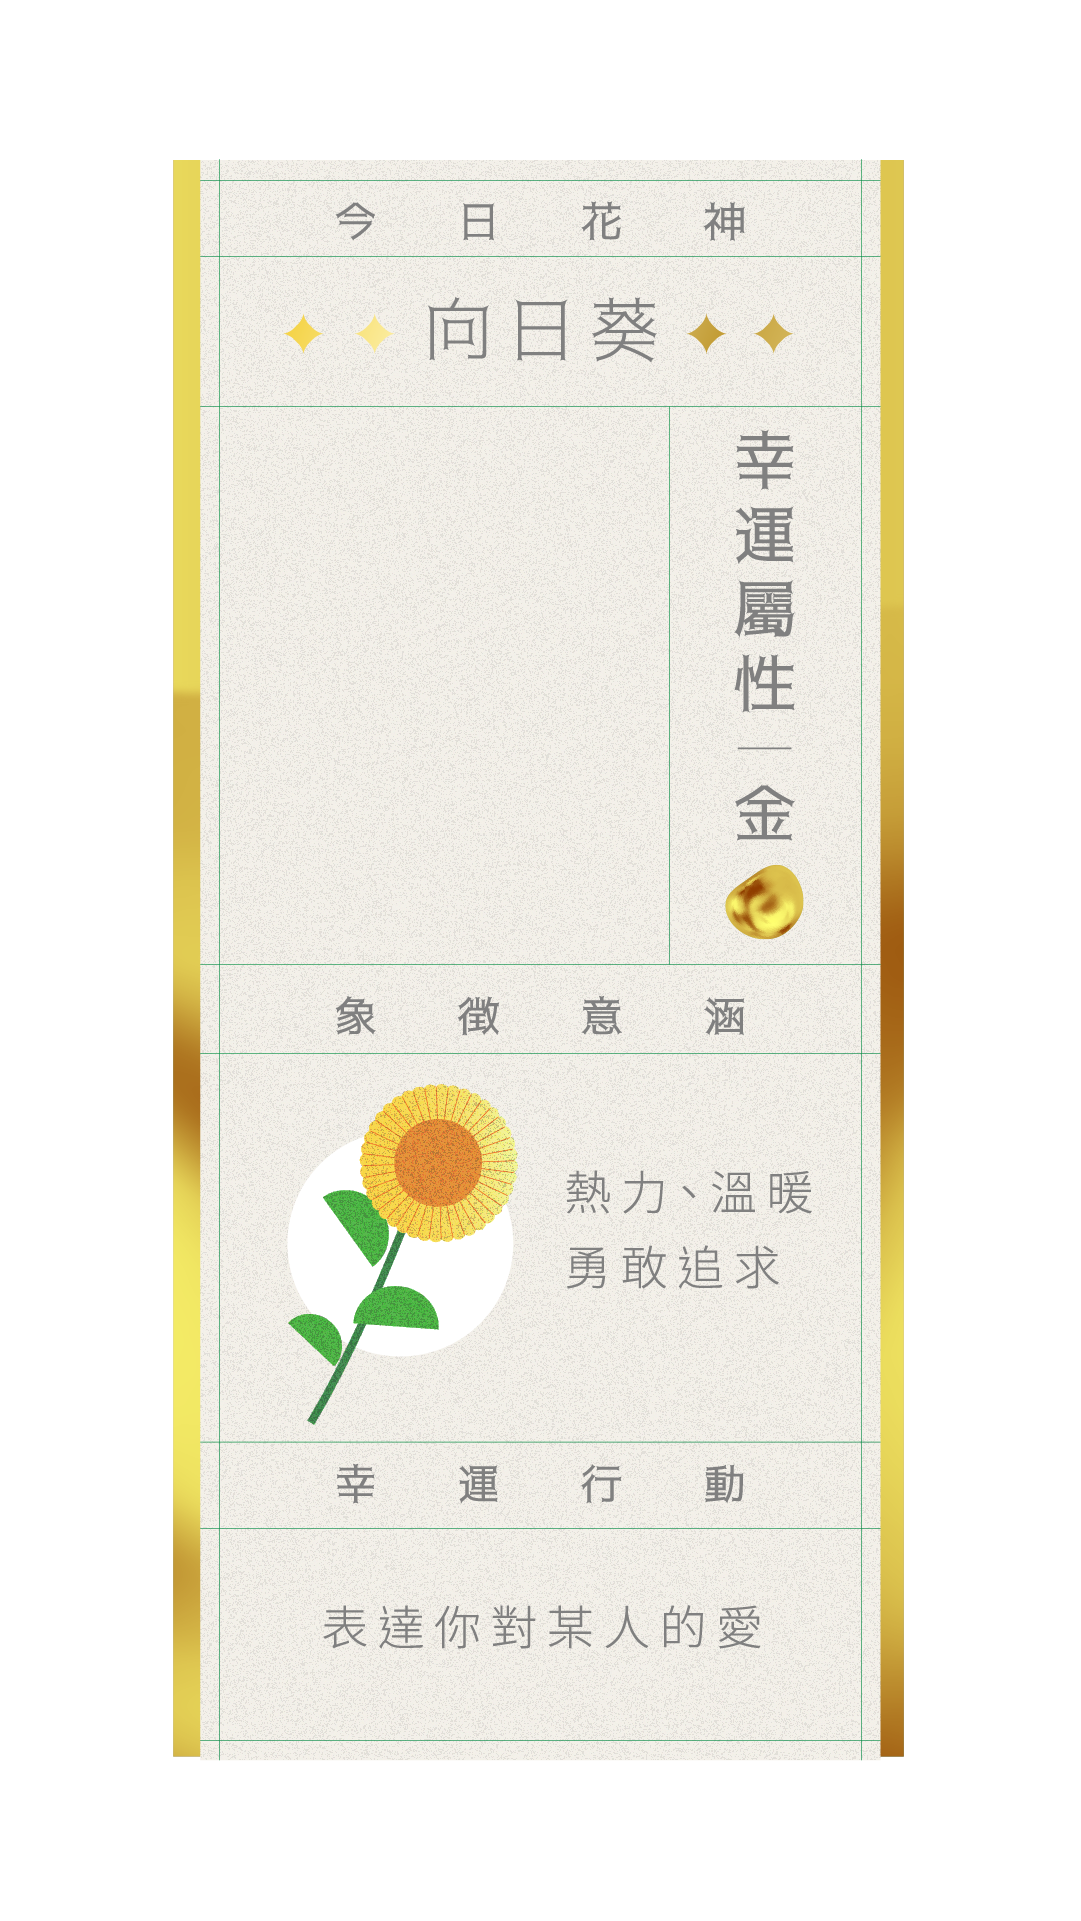 今日花神
向日葵
幸運屬性｜金
象徵意涵
熱力、溫暖
勇敢追求
幸運行動
表達你對某人的愛